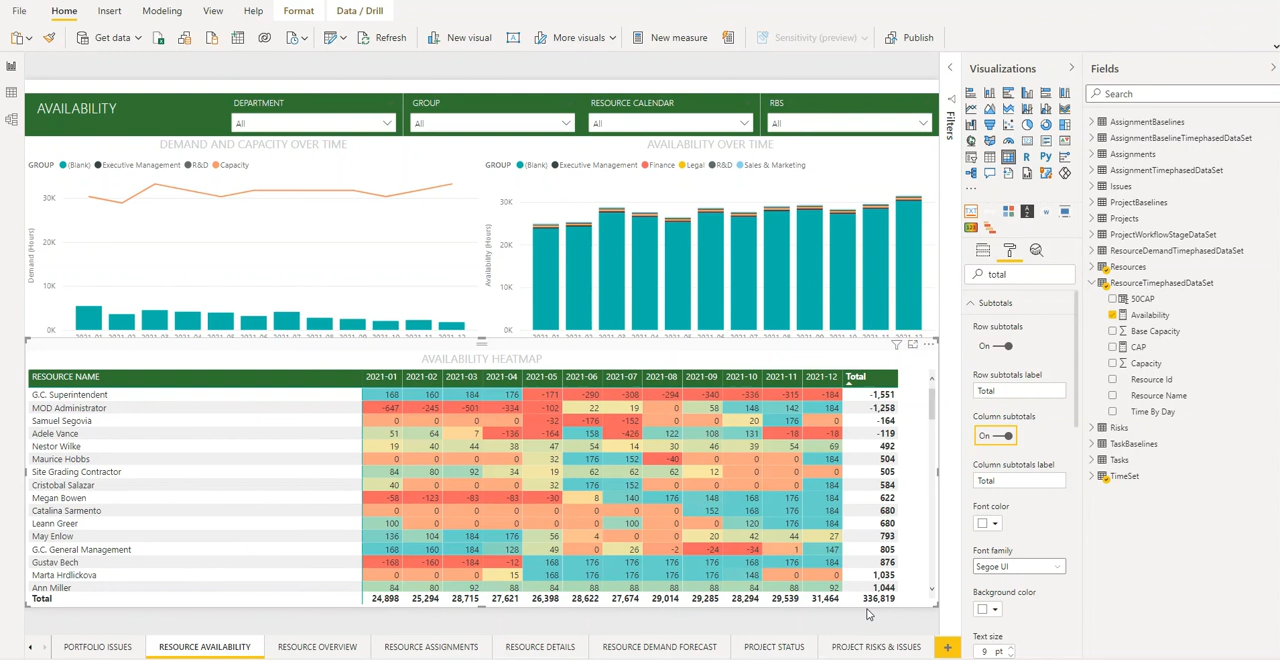 File Home Insert Modeling View Help Format Data / Drill
Get data Refresh New visual More visuals New measure Sensitivity (preview) Publish
AVAILABILITY
DEPARTMENT GROUP RESOURCE CALENDAR RBS
All All All All
DEMAND AND CAPACITY OVER TIME
GROUP (Blank) Executive Management R&D Capacity
Demand (Hours)
30K
20K
10K
0K
AVAILABILITY OVER TIME
GROUP (Blank) Executive Management Finance Legal R&D Sales & Marketing
Availability (Hours)
30K
20K
10K
0K
AVAILABILITY HEATMAP
RESOURCE NAME 2021-01 2021-02 2021-03 2021-04 2021-05 2021-06 2021-07 2021-08 2021-09 2021-10 2021-11 2021-12 Total
G.C. Superintendent 168 160 184 176 -171 -290 -308 -294 -340 -336 -315 -184 -1,551
MOD Administrator -647 -245 -501 -334 -102 22 19 0 58 148 142 184 -1,258
Samuel Segovia 0 0 0 0 -32 -176 -152 0 0 20 176 0 -164
Adele Vance 51 64 7 -136 -164 158 -426 122 108 131 -18 -18 -119
Nestor Wilke 19 40 44 38 47 54 14 30 46 39 54 69 492
Maurice Hobbs 0 0 0 0 32 176 152 -40 0 0 0 184 504
Site Grading Contractor 84 80 92 34 19 62 62 62 12 0 0 0 505
Cristobal Salazar 40 0 0 0 32 176 152 0 0 0 0 184 584
Megan Bowen -58 -123 -83 -83 -30 8 140 176 148 168 176 184 622
Catalina Sarmento 0 0 0 0 0 0 0 0 152 168 176 184 680
Leann Greer 100 0 0 0 0 0 100 0 0 120 176 184 680
May Enlow 136 104 184 176 56 4 0 0 20 42 44 27 793
G.C. General Management 168 160 184 128 49 0 26 -2 -24 -34 1 147 805
Gustav Bech -168 -160 -184 -12 168 176 176 176 176 168 176 184 876
Marta Hrdlickova 0 0 0 15 168 176 176 176 176 148 0 0 1,035
Ann Miller 84 80 92 88 84 88 88 88 88 84 88 92 1,044
Total 24,898 25,294 28,715 27,621 26,398 28,622 27,674 29,014 29,285 28,294 29,539 31,464 336,819
PORTFOLIO ISSUES RESOURCE AVAILABILITY RESOURCE OVERVIEW RESOURCE ASSIGNMENTS RESOURCE DETAILS RESOURCE DEMAND FORECAST PROJECT STATUS PROJECT RISKS & ISSUES
Filters
Visualizations
R Py
total
Subtotals
Row subtotals
On
Row subtotals label
Total
Column subtotals
On
Column subtotals label
Total
Font color
Font family
Segoe UI
Background color
Text size
9 pt
Fields
Search
AssignmentBaselines
AssignmentBaselineTimephasedDataSet
Assignments
AssignmentTimephasedDataSet
Issues
ProjectBaselines
Projects
ProjectWorkflowStageDataSet
ResourceDemandTimephasedDataSet
Resources
ResourceTimephasedDataSet
50CAP
Availability
Base Capacity
CAP
Capacity
Resource Id
Resource Name
Time By Day
Risks
TaskBaselines
Tasks
TimeSet